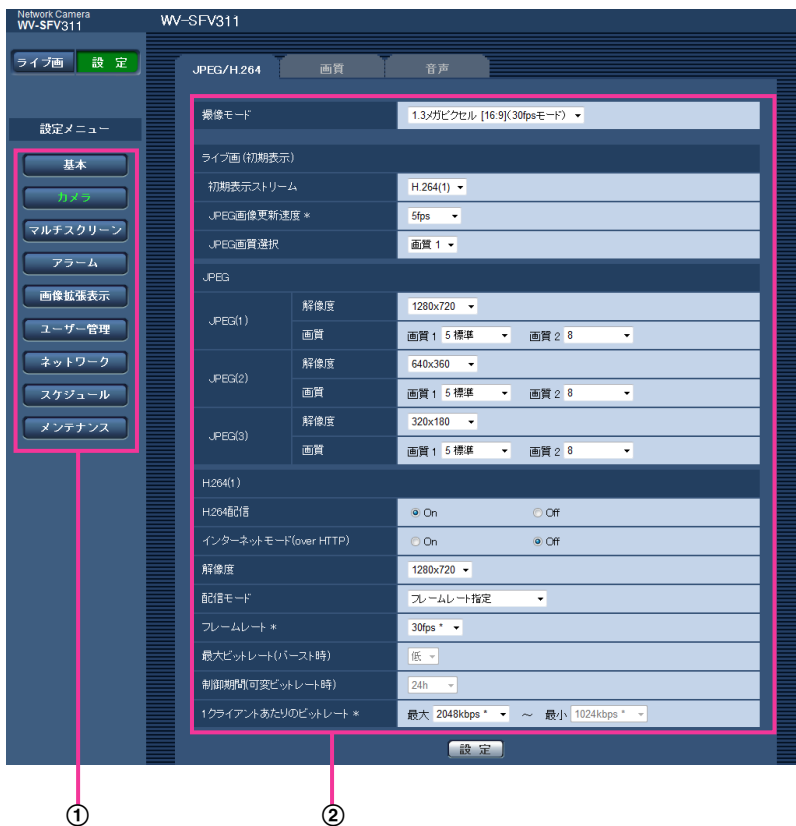 Network Camera
WV-SFV311
WV-SFV311
ライブ画 設 定
設定メニュー
基本
カメラ
マルチスクリーン
アラーム
画像拡張表示
ユーザー管理
ネットワーク
スケジュール
メンテナンス
JPEG/H.264 画質 音声
撮像モード 1.3メガピクセル [16:9](30fpsモード)
ライブ画(初期表示)
初期表示ストリーム H.264(1)
JPEG画像更新速度 * 5fps
JPEG画質選択 画質 1
JPEG
JPEG(1) 解像度 1280x720
画質 画質 1 5 標準 画質 2 8
JPEG(2) 解像度 640x360
画質 画質 1 5 標準 画質 2 8
JPEG(3) 解像度 320x180
画質 画質 1 5 標準 画質 2 8
H.264(1)
H.264配信 On Off
インターネットモード(over HTTP) On Off
解像度 1280x720
配信モード フレームレート指定
フレームレート * 30fps *
最大ビットレート(バースト時) 低
制御期間(可変ビットレート時) 24h
1クライアントあたりのビットレート * 最大 2048kbps * ～ 最小 1024kbps *
設 定
① ②